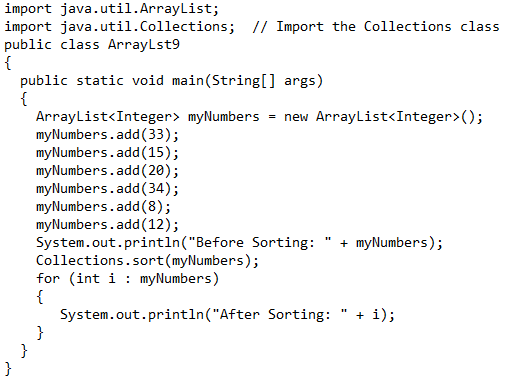 import java.util.ArrayList;
import java.util.Collections;  // Import the Collections class
public class ArrayLst9
{
  public static void main(String[] args)
  {
    ArrayList<Integer> myNumbers = new ArrayList<Integer>();
    myNumbers.add(33);
    myNumbers.add(15);
    myNumbers.add(20);
    myNumbers.add(34);
    myNumbers.add(8);
    myNumbers.add(12);
    System.out.println("Before Sorting: " + myNumbers);
    Collections.sort(myNumbers);
    for (int i : myNumbers)
    {
       System.out.println("After Sorting: " + i);
    }
  }
}